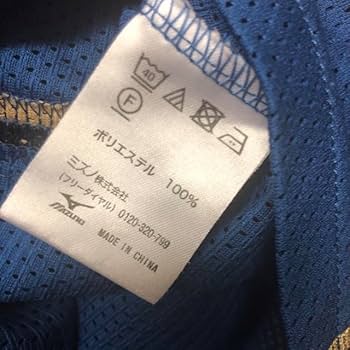 40
F
ポリエステル 100%
ミズノ株式会社
(フリーダイヤル) 0120-320-799
Mizuno
MADE IN CHINA